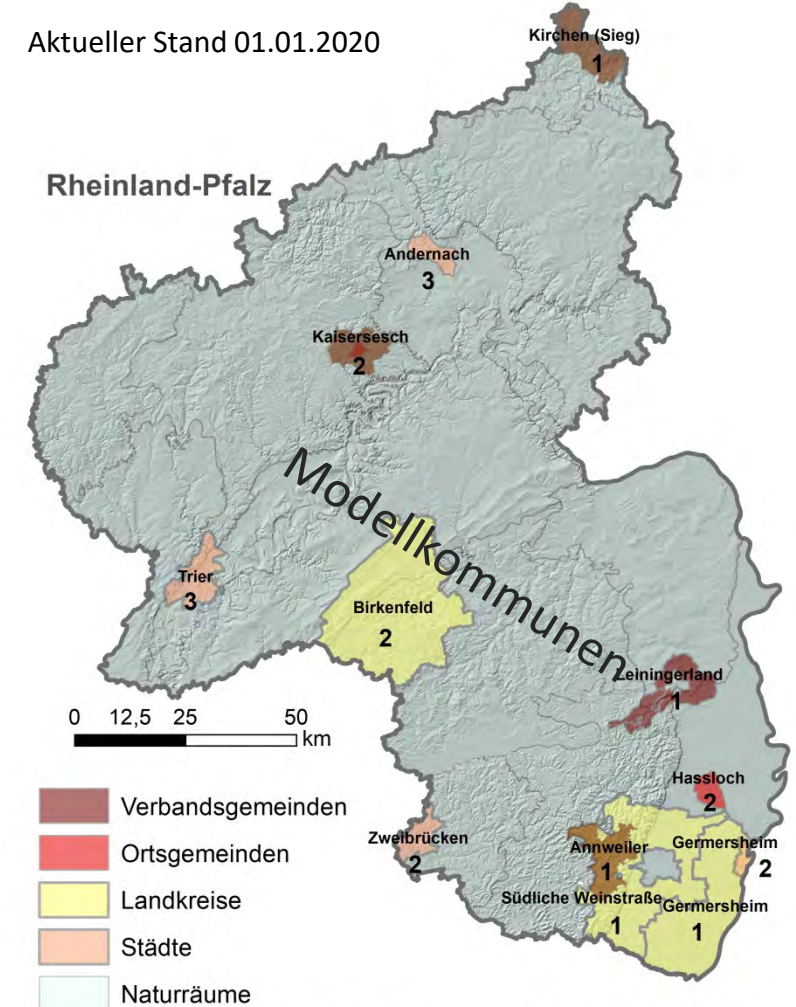 Aktueller Stand 01.01.2020
Kirchen (Sieg)
1
Rheinland-Pfalz
Andernach
3
Kaisersesch
2
Modellkommunen
Trier
3
Birkenfeld
2
Leiningerland
1
0 12,5 25 50
km
Hassloch
2
Verbandsgemeinden
Ortsgemeinden
Landkreise
Städte
Naturräume
Zweibrücken
2
Annweiler
1
Germersheim
2
Südliche Weinstraße
1
Germersheim
1